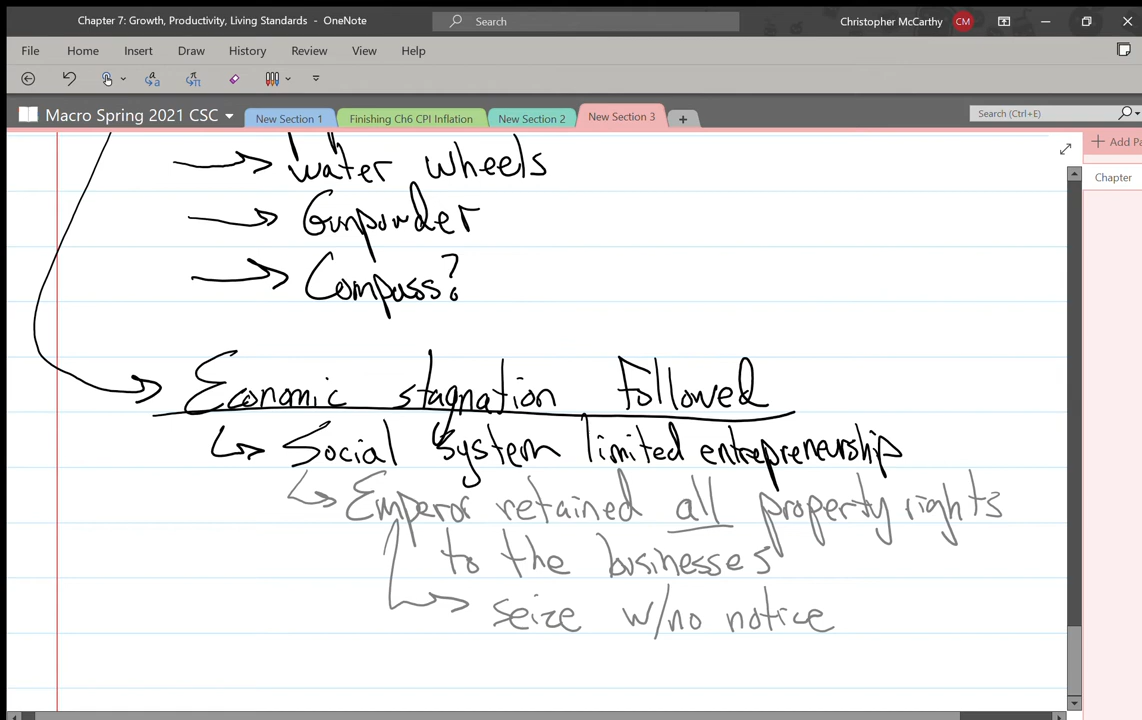 Chapter 7: Growth, Productivity, Living Standards - OneNote
Search
Christopher McCarthy
CM
File Home Insert Draw History Review View Help
Macro Spring 2021 CSC
New Section 1
Finishing Ch6 CPI Inflation
New Section 2
New Section 3
Search (Ctrl+E)
Add Pa
Chapter
→ water wheels
→ Gunpowder
→ Compass?
→ Economic stagnation followed
↳ Social system limited entrepreneurship
↳ Emperor retained all property rights
to the businesses
↳ seize w/no notice